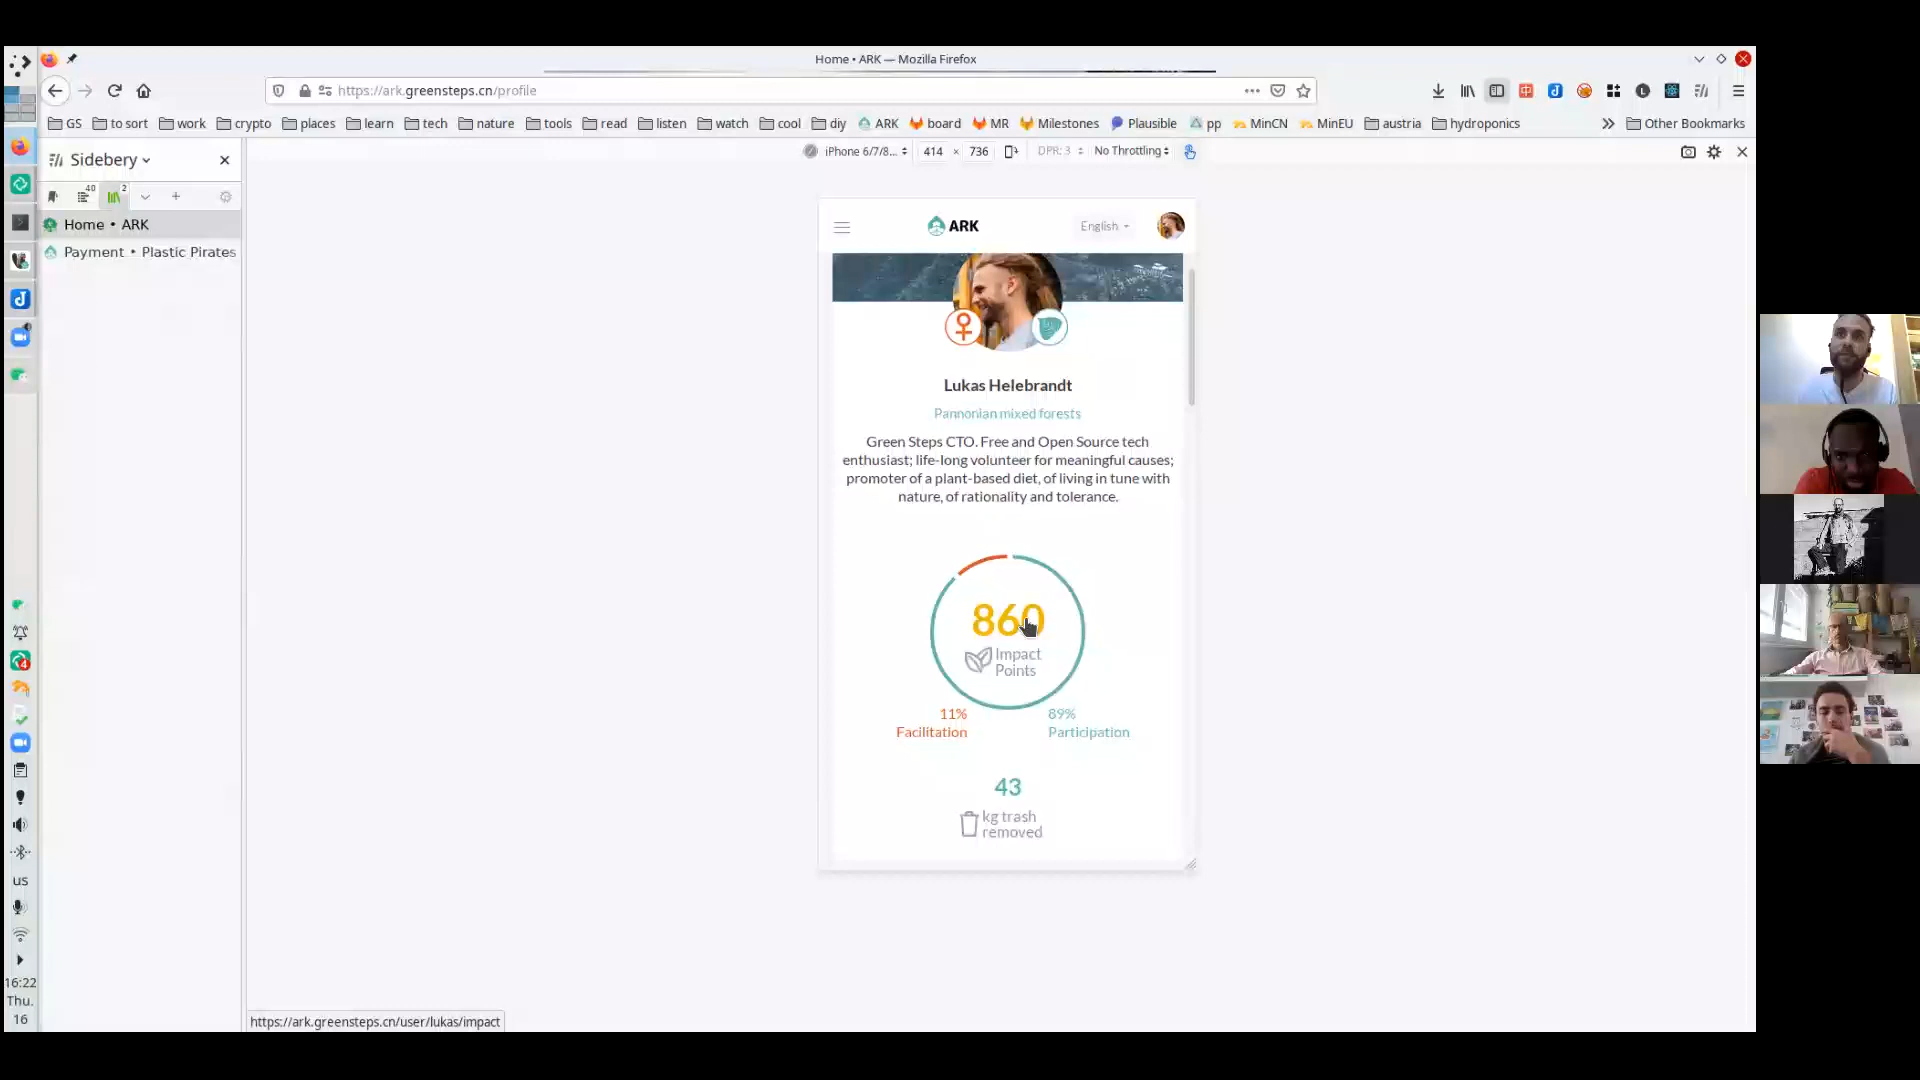 Home • ARK — Mozilla Firefox
https://ark.greensteps.cn/profile
GS to sort work crypto places learn tech nature tools read listen watch cool diy ARK board MR Milestones Plausible pp MinCN MinEU austria hydroponics Other Bookmarks
Sidebery
iPhone 6/7/8... 414 × 736 DPR: 3 No Throttling
40 2
Home • ARK
Payment • Plastic Pirates
ARK English
Lukas Helebrandt
Pannonian mixed forests
Green Steps CTO. Free and Open Source tech
enthusiast; life-long volunteer for meaningful causes;
promoter of a plant-based diet, of living in tune with
nature, of rationality and tolerance.
860
Impact
Points
11%
Facilitation
89%
Participation
43
kg trash
removed
4
us
16:22
Thu.
16
https://ark.greensteps.cn/user/lukas/impact